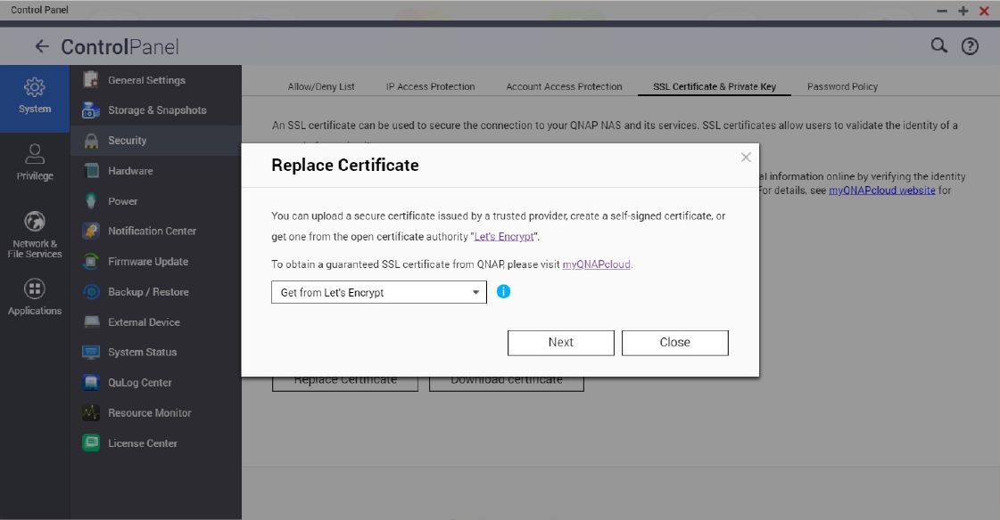 Control Panel
ControlPanel
System
Privilege
Network &
File Services
Applications
General Settings
Storage & Snapshots
Security
Hardware
Power
Notification Center
Firmware Update
Backup / Restore
External Device
System Status
QuLog Center
Resource Monitor
License Center
Allow/Deny List
IP Access Protection
Account Access Protection
SSL Certificate & Private Key
Password Policy
An SSL certificate can be used to secure the connection to your QNAP NAS and its services. SSL certificates allow users to validate the identity of a
al information online by verifying the identity
For details, see myQNAPcloud website for
Replace Certificate
You can upload a secure certificate issued by a trusted provider, create a self-signed certificate, or
get one from the open certificate authority "Let's Encrypt".
To obtain a guaranteed SSL certificate from QNAP, please visit myQNAPcloud.
Get from Let's Encrypt
Next
Close
Replace Certificate
Download certificate